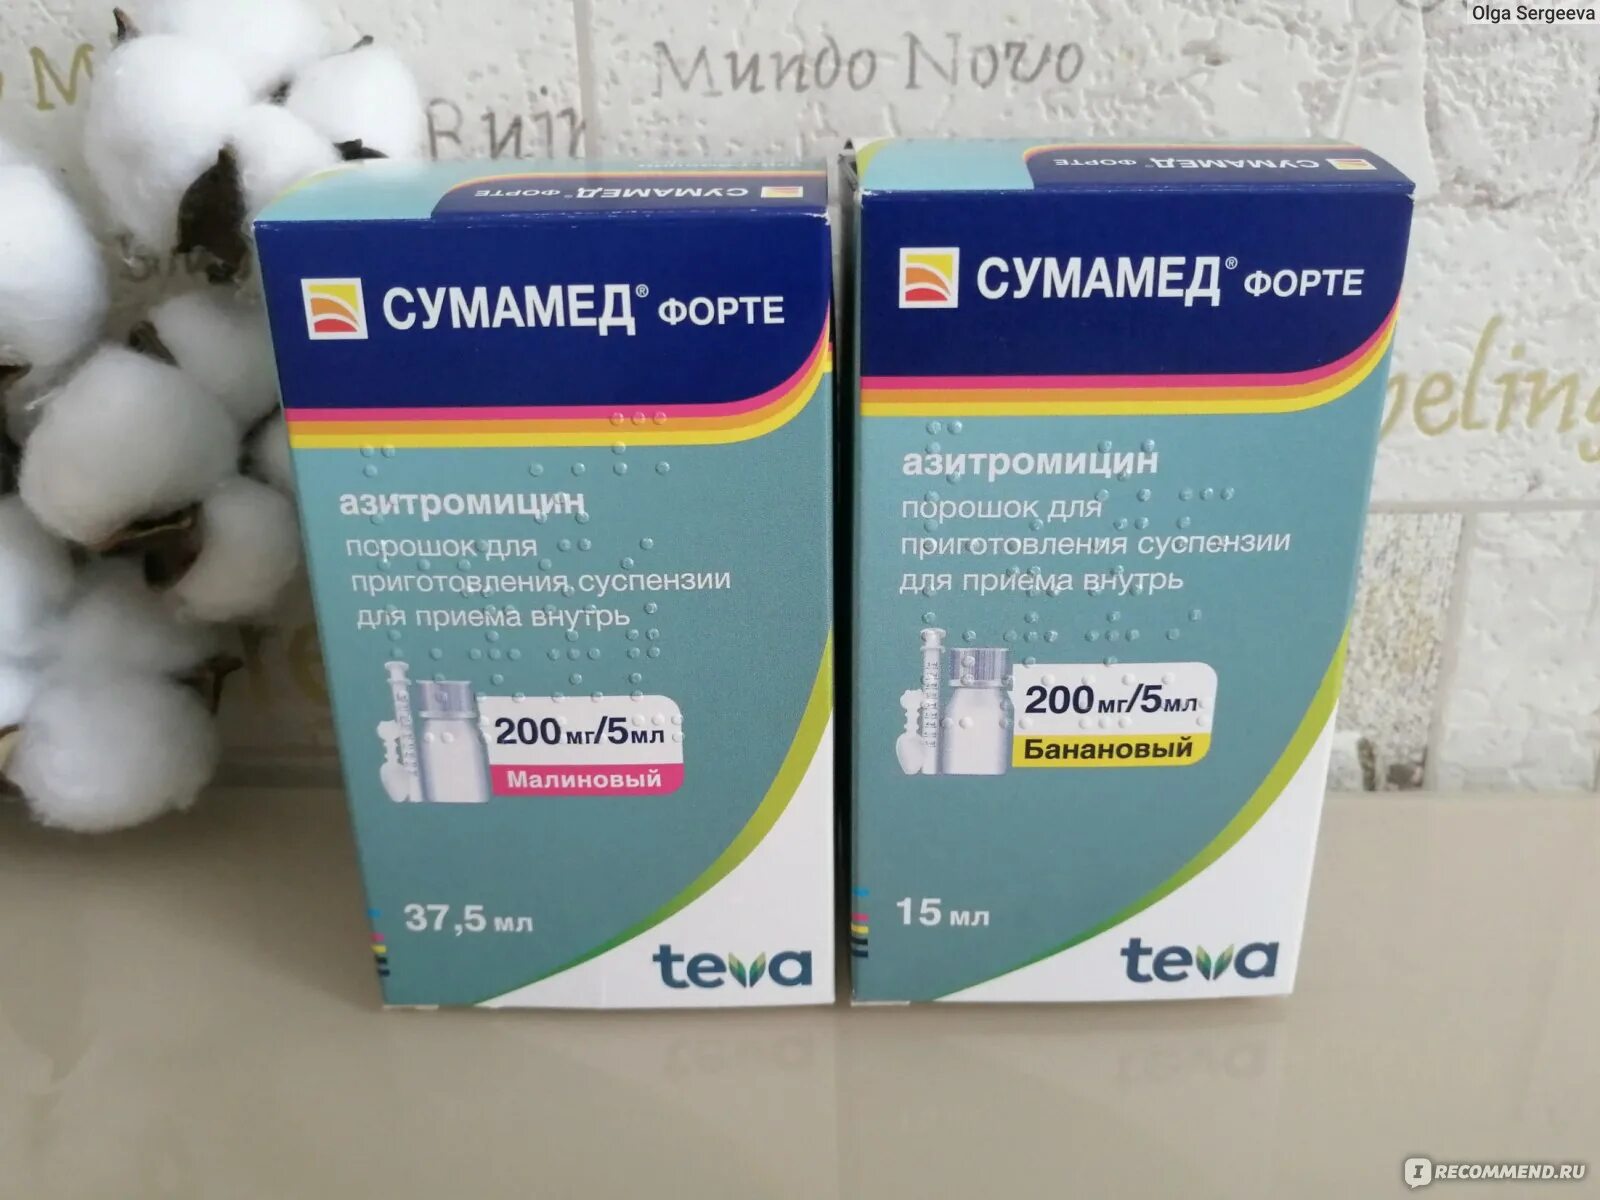 Olga Sergeeva
Mundo Novo
СУМАМЕД® ФОРТЕ
СУМАМЕД® ФОРТЕ
азитромицин
порошок для
приготовления суспензии
для приема внутрь
200 мг/5 мл
Малиновый
37,5 мл
teva
СУМАМЕД® ФОРТЕ
СУМАМЕД® ФОРТЕ
азитромицин
порошок для
приготовления суспензии
для приема внутрь
200 мг/5 мл
Банановый
15 мл
teva
IRECOMMEND.RU